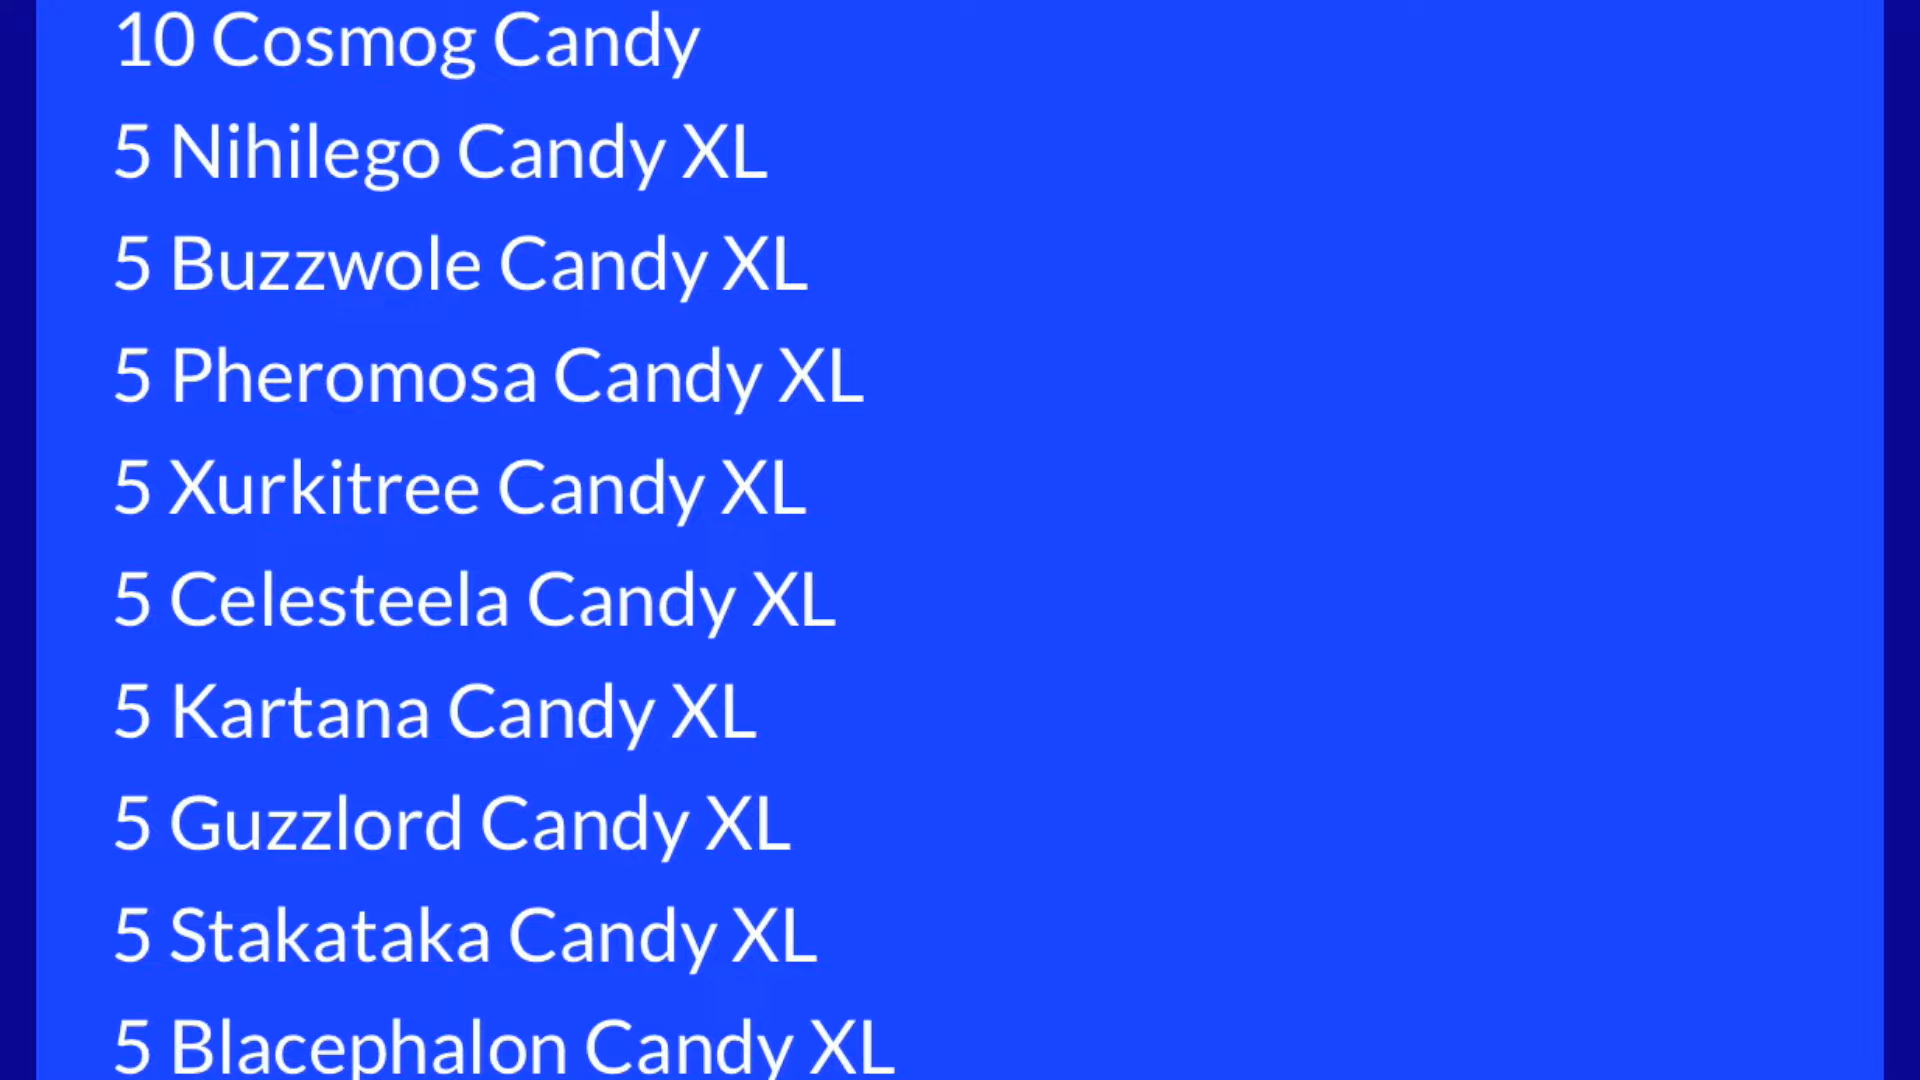 10 Cosmog Candy
5 Nihilego Candy XL
5 Buzzwole Candy XL
5 Pheromosa Candy XL
5 Xurkitree Candy XL
5 Celesteela Candy XL
5 Kartana Candy XL
5 Guzzlord Candy XL
5 Stakataka Candy XL
5 Blacephalon Candy XL